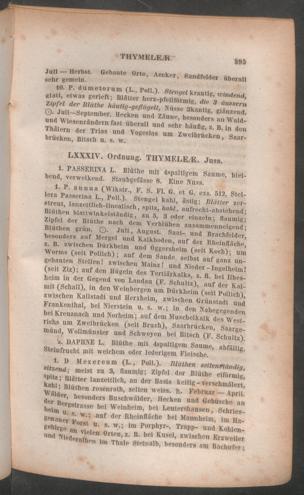 THYMELEÆ. 395
Juli — Herbst. Gebaute Orte, Aecker, Sandfelder überall
sehr gemein.
10. P. dumetorum (L., Poll.). Stengel krautig, windend,
glatt, etwas gerieft; Blätter herz-pfeilförmig, die 3 äussern
Zipfel der Blüthe häutig-geflügelt, Nüsse 3kantig, glänzend.
Juli—September. Hecken und Zäune, besonders an Wald-
und Wiesenrändern fast überall und sehr häufig, z. B. in den
Thälern der Trias und Vogesias um Zweibrücken, Saar-
brücken, Bitsch u. s. w.
LXXXIV. Ordnung. THYMELEÆ. Juss.
1. PASSERINA L. Blüthe mit 4spaltigem Saume, blei-
bend, verwelkend. Staubgefässe 8. Eine Nuss.
1. P. annua (Wikstr., F. S. Fl. G. et G. exs. 512, Stel-
lera Passerina L., Poll.). Stengel kahl, ästig; Blätter zer-
streut, lanzettlich-linealisch, spitz, kahl, aufrecht-abstehend;
Blüthen blattwinkelständig, zu 5, 3 oder einzeln, flaumig;
Zipfel der Blüthe nach dem Verblühen zusammenneigend;
Blüthen grün. Juli, August. Saat- und Brachfelder,
besonders auf Mergel und Kalkboden, auf der Rheinfläche,
z. B. zwischen Dürkheim und Oggersheim (seit Koch); um
Worms (seit Pollich); auf dem Sande, selbst auf ganz un-
gebauten Stellen! zwischen Mainz! und Nieder-Ingelheim!
(seit Ziz); auf den Hügeln des Tertiärkalks, z. B. bei Ilbes-
heim in der Gegend von Landau (F. Schultz), auf der Kal-
mit (Schall), in den Weinbergen um Dürkheim (seit Pollich),
zwischen Kallstadt und Herxheim, zwischen Grünstadt und
Frankenthal, bei Nierstein u. s. w.; in den Nahegegenden
bei Kreuznach und Norheim; auf dem Muschelkalk des West-
richs um Zweibrücken (seit Bruch), Saarbrücken, Saarge-
münd, Wolmünster und Schweyen bei Bitsch (F. Schultz).
2. DAPHNE L. Blüthe mit 4spaltigem Saume, abfällig.
Steinfrucht mit weichem oder lederigem Fleische.
1. D. Mezereum (L., Poll.). Blüthen seitenständig,
sitzend; meist zu 3, flaumig; Zipfel der Blüthe eiförmig,
spitz; Blätter lanzettlich, an der Basis keilig-verschmälert,
kahl; Blüthen rosenroth, selten weiss. Februar — April.
Wälder, besonders Buschwälder, Hecken und Gebüsche an
der Bergstrasse bei Weinheim, bei Leutershausen, Schries-
heim u. s. w.; auf der Rheinfläche bei Mannheim, im Ha-
genauer Forst u. s. w.; im Porphyr-, Trapp- und Kohlen-
gebirge an vielen Orten, z. B. bei Kusel, zwischen Erzweiler
und Niederalben im Thale Steinalb, besonders am Bachufer;